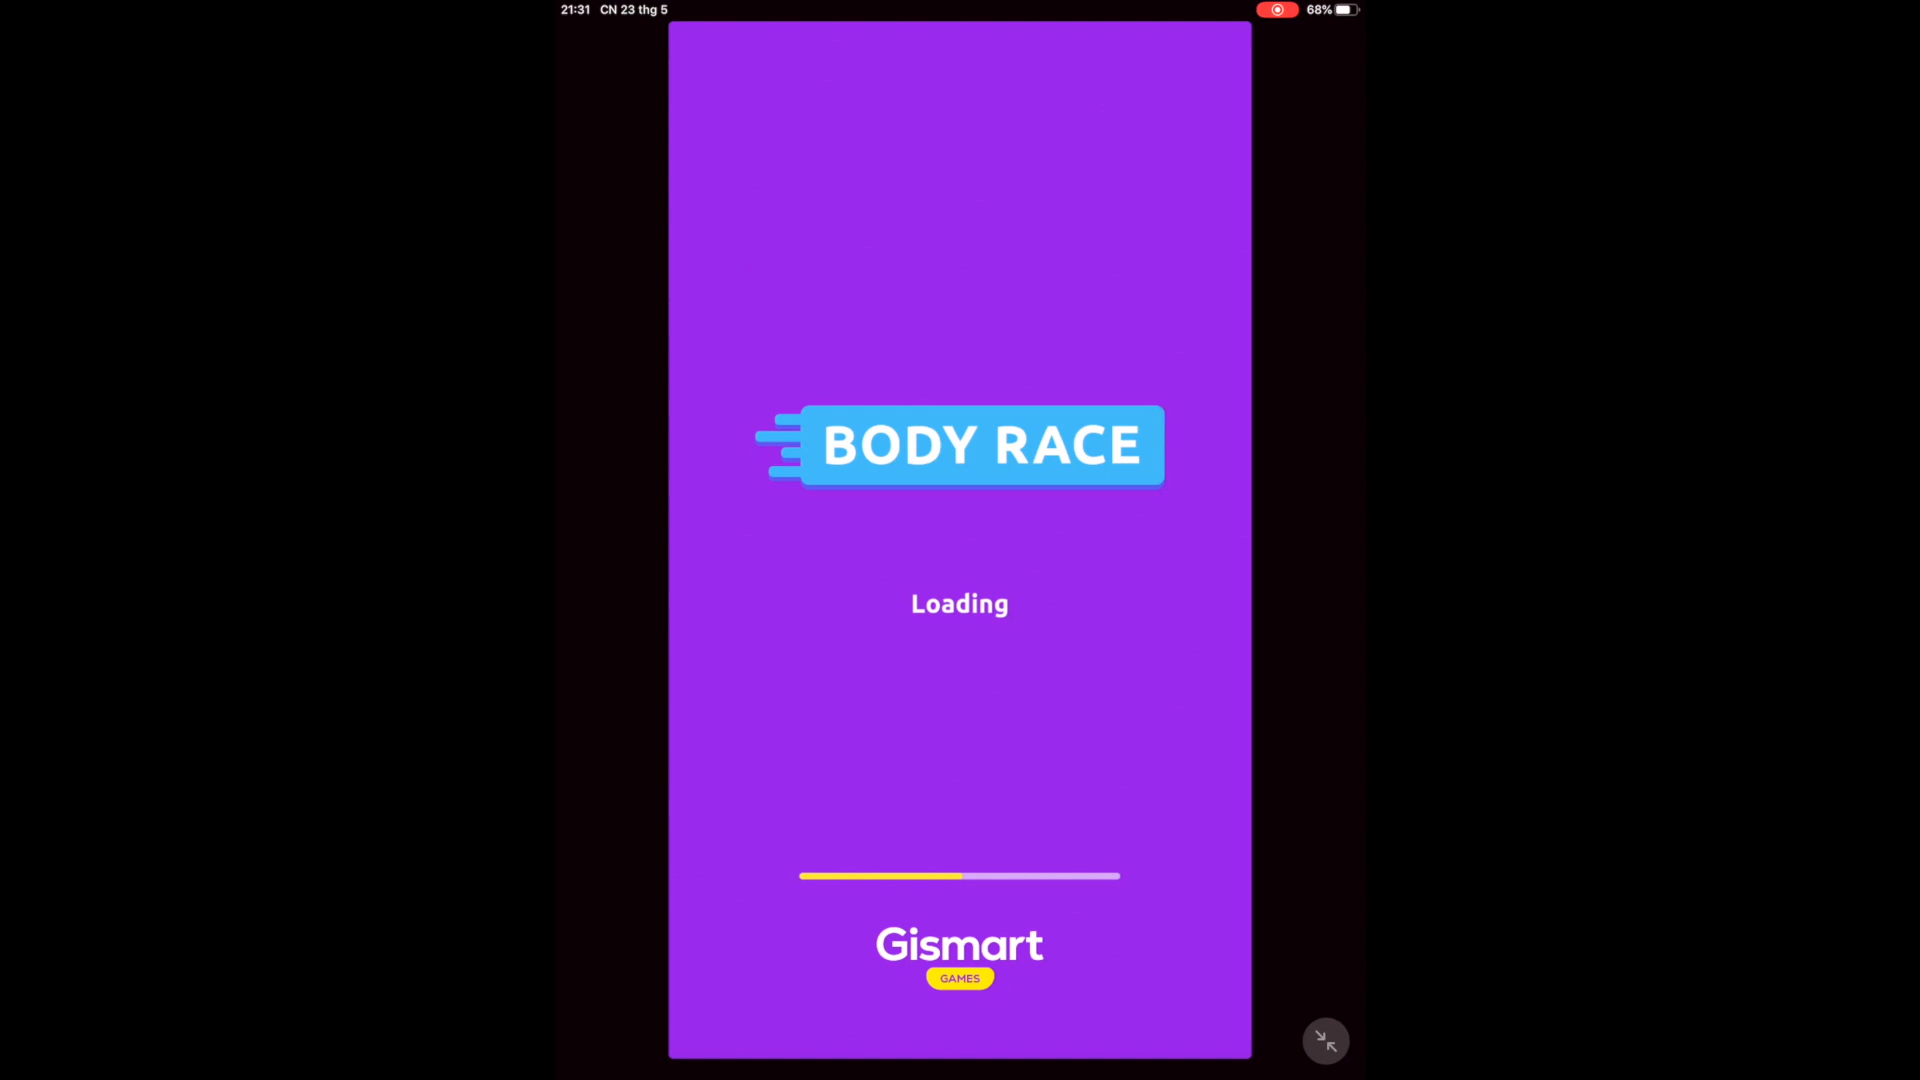 21:31 CN 23 thg 5 68%
BODY RACE
Loading
Gismart
GAMES